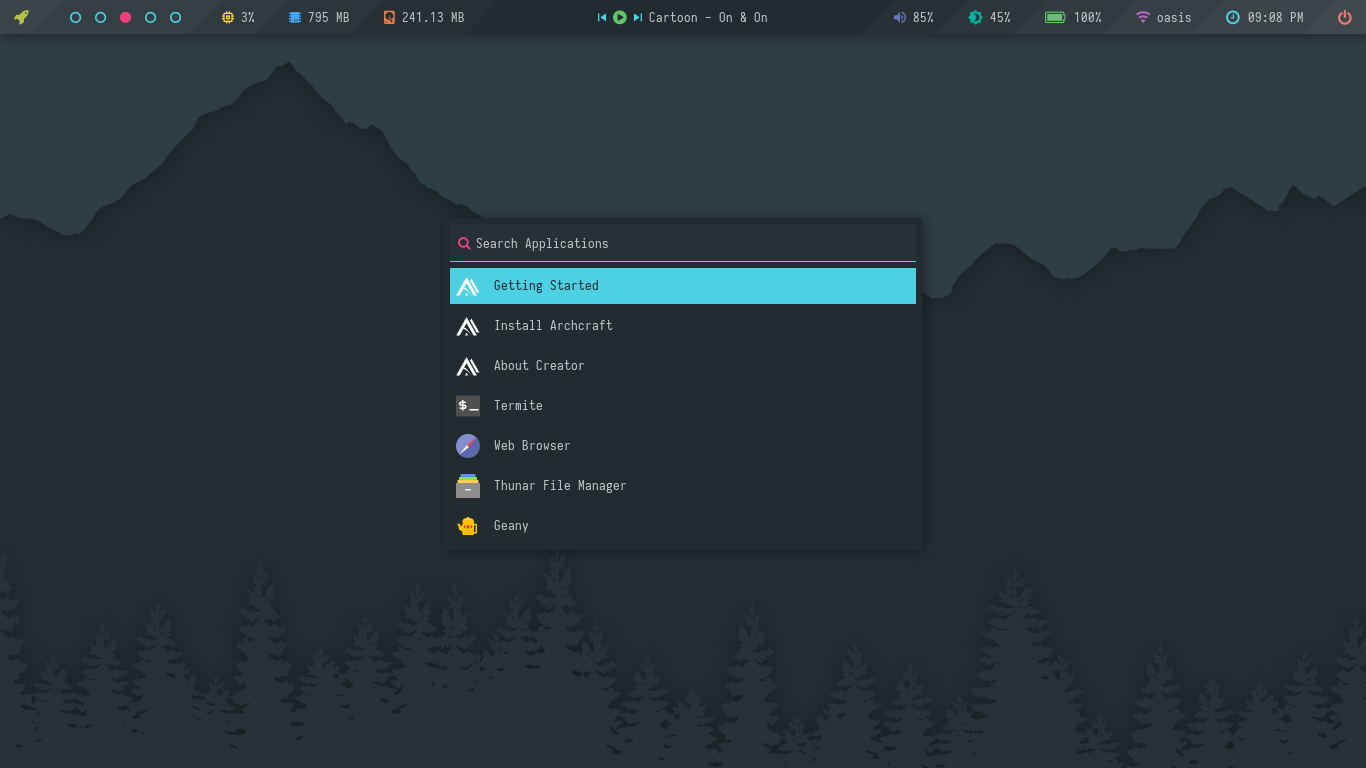 3% 795 MB 241.13 MB Cartoon - On & On 85% 45% 100% oasis 09:08 PM
Search Applications
Getting Started
Install Archcraft
About Creator
$_ Termite
Web Browser
Thunar File Manager
Geany